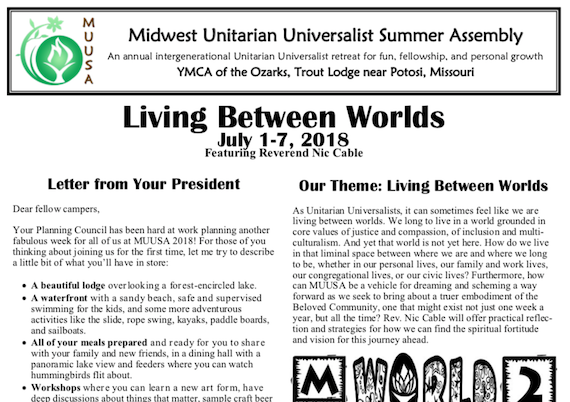 MUUSA
Midwest Unitarian Universalist Summer Assembly
An annual intergenerational Unitarian Universalist retreat for fun, fellowship, and personal growth
YMCA of the Ozarks, Trout Lodge near Potosi, Missouri
Living Between Worlds
July 1-7, 2018
Featuring Reverend Nic Cable
Letter from Your President
Dear fellow campers,
Your Planning Council has been hard at work planning another
fabulous week for all of us at MUUSA 2018! For those of you
thinking about joining us for the first time, let me try to describe
a little bit of what you'll have in store:
• A beautiful lodge overlooking a forest-encircled lake.
• A waterfront with a sandy beach, safe and supervised
swimming for the kids, and some more adventurous
activities like the slide, rope swing, kayaks, paddle boards,
and sailboats.
• All of your meals prepared and ready for you to share
with your family and new friends, in a dining hall with a
panoramic lake view and feeders where you can watch
hummingbirds flit about.
• Workshops where you can learn a new art form, have
deep discussions about things that matter, sample craft beer
Our Theme: Living Between Worlds
As Unitarian Universalists, it can sometimes feel like we are
living between worlds. We long to live in a world grounded in
core values of justice and compassion, of inclusion and multi-
culturalism. And yet that world is not yet here. How do we live
in that liminal space between where we are and where we long
to be, whether in our personal lives, our family and work lives,
our congregational lives, or our civic lives? Furthermore, how
can MUUSA be a vehicle for dreaming and scheming a way
forward as we seek to bring about a truer embodiment of the
Beloved Community, one that might exist not just one week a
year, but all the time? Rev. Nic Cable will offer practical reflec-
tion and strategies for how we can find the spiritual fortitude
and vision for this journey ahead.
M WORLD 2